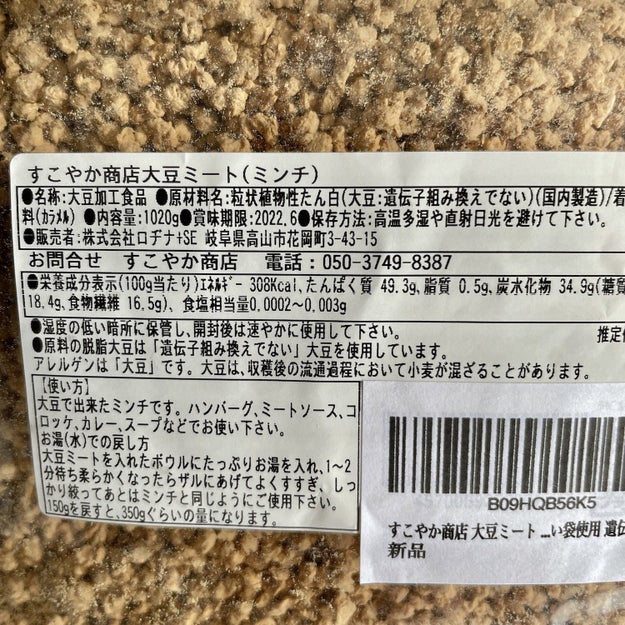 すこやか商店大豆ミート(ミンチ)
●名称:大豆加工食品 ●原材料名:粒状植物性たん白(大豆:遺伝子組み換えでない)(国内製造)/着
料(カラメル) ●内容量:1020g●賞味期限:2022.6●保存方法:高温多湿や直射日光を避けて下さい。
●販売者:株式会社ロヂナ+SE 岐阜県高山市花岡町3-43-15
お問合せ すこやか商店 電話:050-3749-8387
●栄養成分表示(100g当たり)エネルギー 308Kcal、たんぱく質 49.3g、脂質 0.5g、炭水化物 34.9g(糖質
18.4g、食物繊維 16.5g)、食塩相当量0.0002~0.003g
●湿度の低い暗所に保管し、開封後は速やかに使用して下さい。 推定値
●原料の脱脂大豆は「遺伝子組み換えでない」大豆を使用しています。
アレルゲンは「大豆」です。大豆は、収穫後の流通過程において小麦が混ざることがあります。
【使い方】
大豆で出来たミンチです。ハンバーグ、ミートソース、コ
ロッケ、カレー、スープなどでお使い下さい。
お湯(水)での戻し方
大豆ミートを入れたボウルにたっぷりお湯を入れ、1~2
分待ち柔らかくなったらザルにあげてよくすすぎ、しっ
かり絞ってあとはミンチと同じようにご使用下さい。
150gを戻すと、350gぐらいの量になります。
B09HQB56K5
すこやか商店 大豆ミート ...い袋使用 遺伝
新品